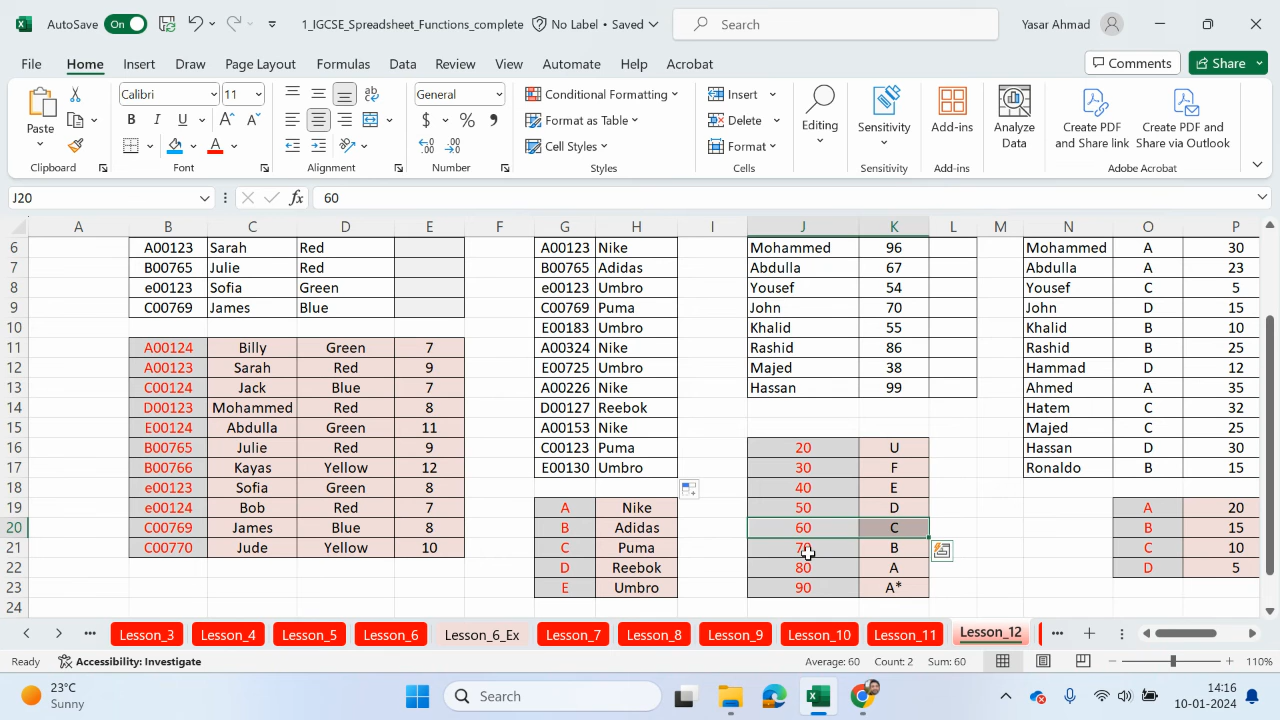 AutoSave On 1_IGCSE_Spreadsheet_Functions_complete No Label • Saved Search Yasar Ahmad
File Home Insert Draw Page Layout Formulas Data Review View Automate Help Acrobat Comments Share
Paste Calibri 11 General Conditional Formatting Insert Editing Sensitivity Add-ins Analyze Data Create PDF and Share link Create PDF and Share via Outlook
B I U $ % Format as Table Delete
Cell Styles Format
Clipboard Font Alignment Number Styles Cells Sensitivity Add-ins Adobe Acrobat
J20 fx 60
A B C D E F G H I J K L M N O P
6 A00123 Sarah Red A00123 Nike Mohammed 96 Mohammed A 30
7 B00765 Julie Red B00765 Adidas Abdulla 67 Abdulla A 23
8 e00123 Sofia Green e00123 Umbro Yousef 54 Yousef C 5
9 C00769 James Blue C00769 Puma John 70 John D 15
10 E00183 Umbro Khalid 55 Khalid B 10
11 A00124 Billy Green 7 A00324 Nike Rashid 86 Rashid B 25
12 A00123 Sarah Red 9 E00725 Umbro Majed 38 Hammad D 12
13 C00124 Jack Blue 7 A00226 Nike Hassan 99 Ahmed A 35
14 D00123 Mohammed Red 8 D00127 Reebok Hatem C 32
15 E00124 Abdulla Green 11 A00153 Nike Majed C 25
16 B00765 Julie Red 9 C00123 Puma 20 U Hassan D 30
17 B00766 Kayas Yellow 12 E00130 Umbro 30 F Ronaldo B 15
18 e00123 Sofia Green 8 40 E
19 e00124 Bob Red 7 A Nike 50 D A 20
20 C00769 James Blue 8 B Adidas 60 C B 15
21 C00770 Jude Yellow 10 C Puma 70 B C 10
22 D Reebok 80 A D 5
23 E Umbro 90 A*
24
Lesson_3 Lesson_4 Lesson_5 Lesson_6 Lesson_6_Ex Lesson_7 Lesson_8 Lesson_9 Lesson_10 Lesson_11 Lesson_12
Ready Accessibility: Investigate Average: 60 Count: 2 Sum: 60 110%
23°C Search 14:16
Sunny 10-01-2024